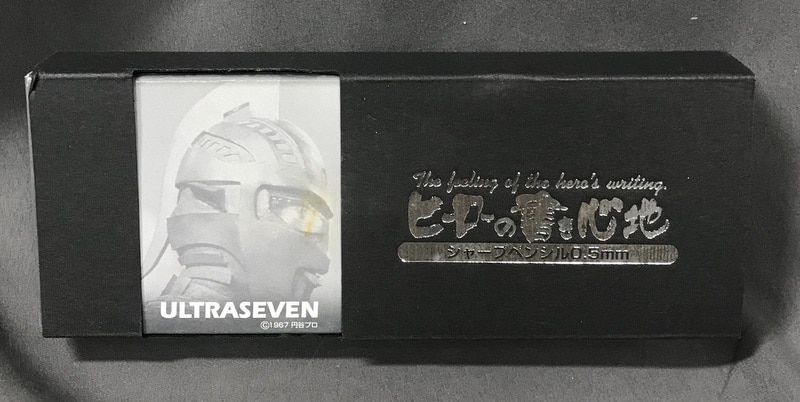 ULTRASEVEN
©1967 円谷プロ
The feeling of the hero's writing.
ヒーローの書き心地
シャープペンシル0.5mm